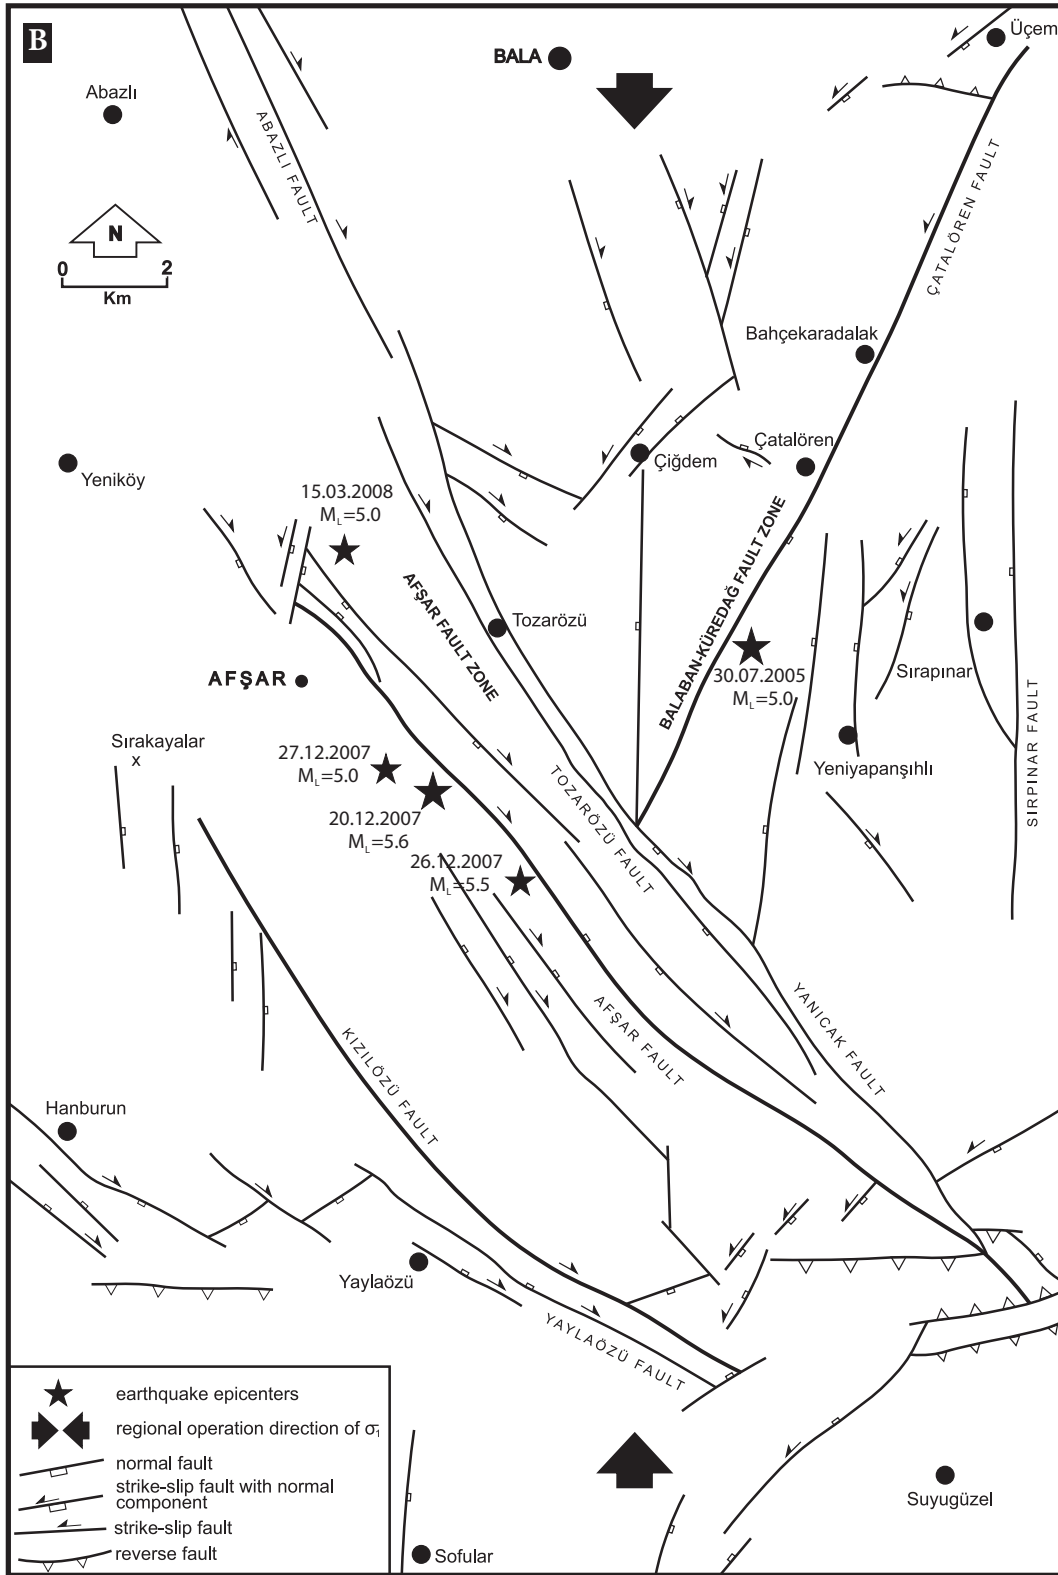 B
BALA
Üçem
Abazlı
ABAZLI FAULT
N
0 2
Km
ÇATALÖREN FAULT
Bahçekaradalak
Çatalören
Çiğdem
Yeniköy
15.03.2008
ML=5.0
AFŞAR FAULT ZONE
Tozarözü
BALABAN-KÜREDAĞ FAULT ZONE
30.07.2005
ML=5.0
Sırapınar
AFŞAR
Sırakayalar
x
27.12.2007
ML=5.0
20.12.2007
ML=5.6
26.12.2007
ML=5.5
TOZARÖZÜ FAULT
Yeniyapanşıhlı
SIRPINAR FAULT
YANICAK FAULT
AFŞAR FAULT
KIZILÖZÜ FAULT
Hanburun
Yaylaözü
YAYLAÖZÜ FAULT
earthquake epicenters
regional operation direction of σ1
normal fault
strike-slip fault with normal
component
strike-slip fault
reverse fault
Sofular
Suyugüzel